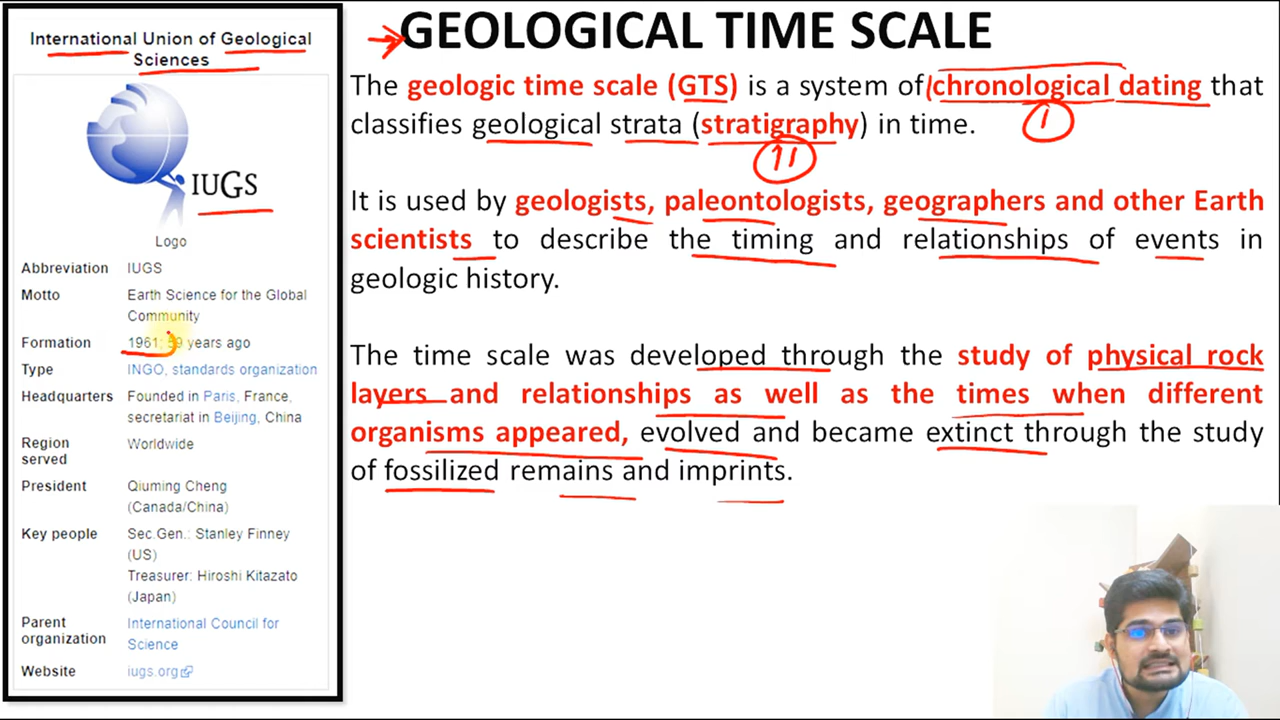 International Union of Geological
Sciences
IUGS
Logo
Abbreviation IUGS
Motto Earth Science for the Global
Community
Formation 1961; 59 years ago
Type INGO, standards organization
Headquarters Founded in Paris, France,
secretariat in Beijing, China
Region Worldwide
served
President Qiuming Cheng
(Canada/China)
Key people Sec.Gen.: Stanley Finney
(US)
Treasurer: Hiroshi Kitazato
(Japan)
Parent International Council for
organization Science
Website iugs.org
GEOLOGICAL TIME SCALE
The geologic time scale (GTS) is a system of chronological dating that
classifies geological strata (stratigraphy) in time.
It is used by geologists, paleontologists, geographers and other Earth
scientists to describe the timing and relationships of events in
geologic history.
The time scale was developed through the study of physical rock
layers and relationships as well as the times when different
organisms appeared, evolved and became extinct through the study
of fossilized remains and imprints.